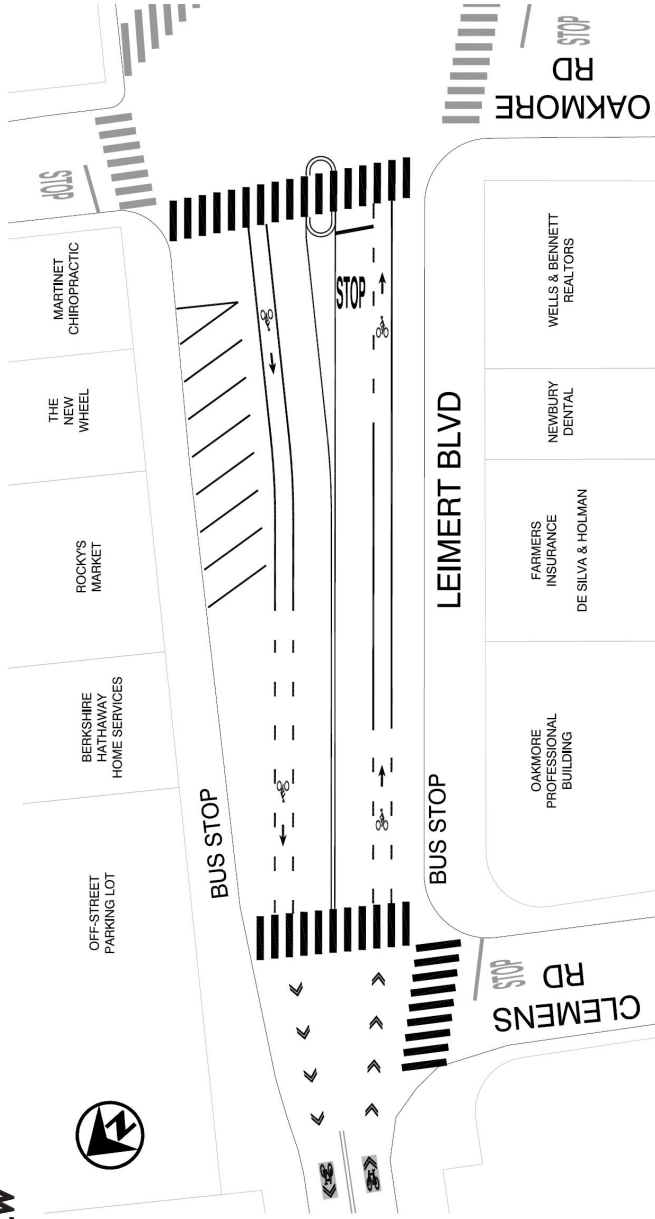 STOP
OAKMORE
RD
STOP
MARTINET
CHIROPRACTIC
THE
NEW
WHEEL
ROCKY'S
MARKET
BERKSHIRE
HATHAWAY
HOME SERVICES
OFF-STREET
PARKING LOT
BUS STOP
STOP
LEIMERT BLVD
BUS STOP
WELLS & BENNETT
REALTORS
NEWBURY
DENTAL
FARMERS
INSURANCE
DE SILVA & HOLMAN
OAKMORE
PROFESSIONAL
BUILDING
STOP
CLEMENS
RD
N